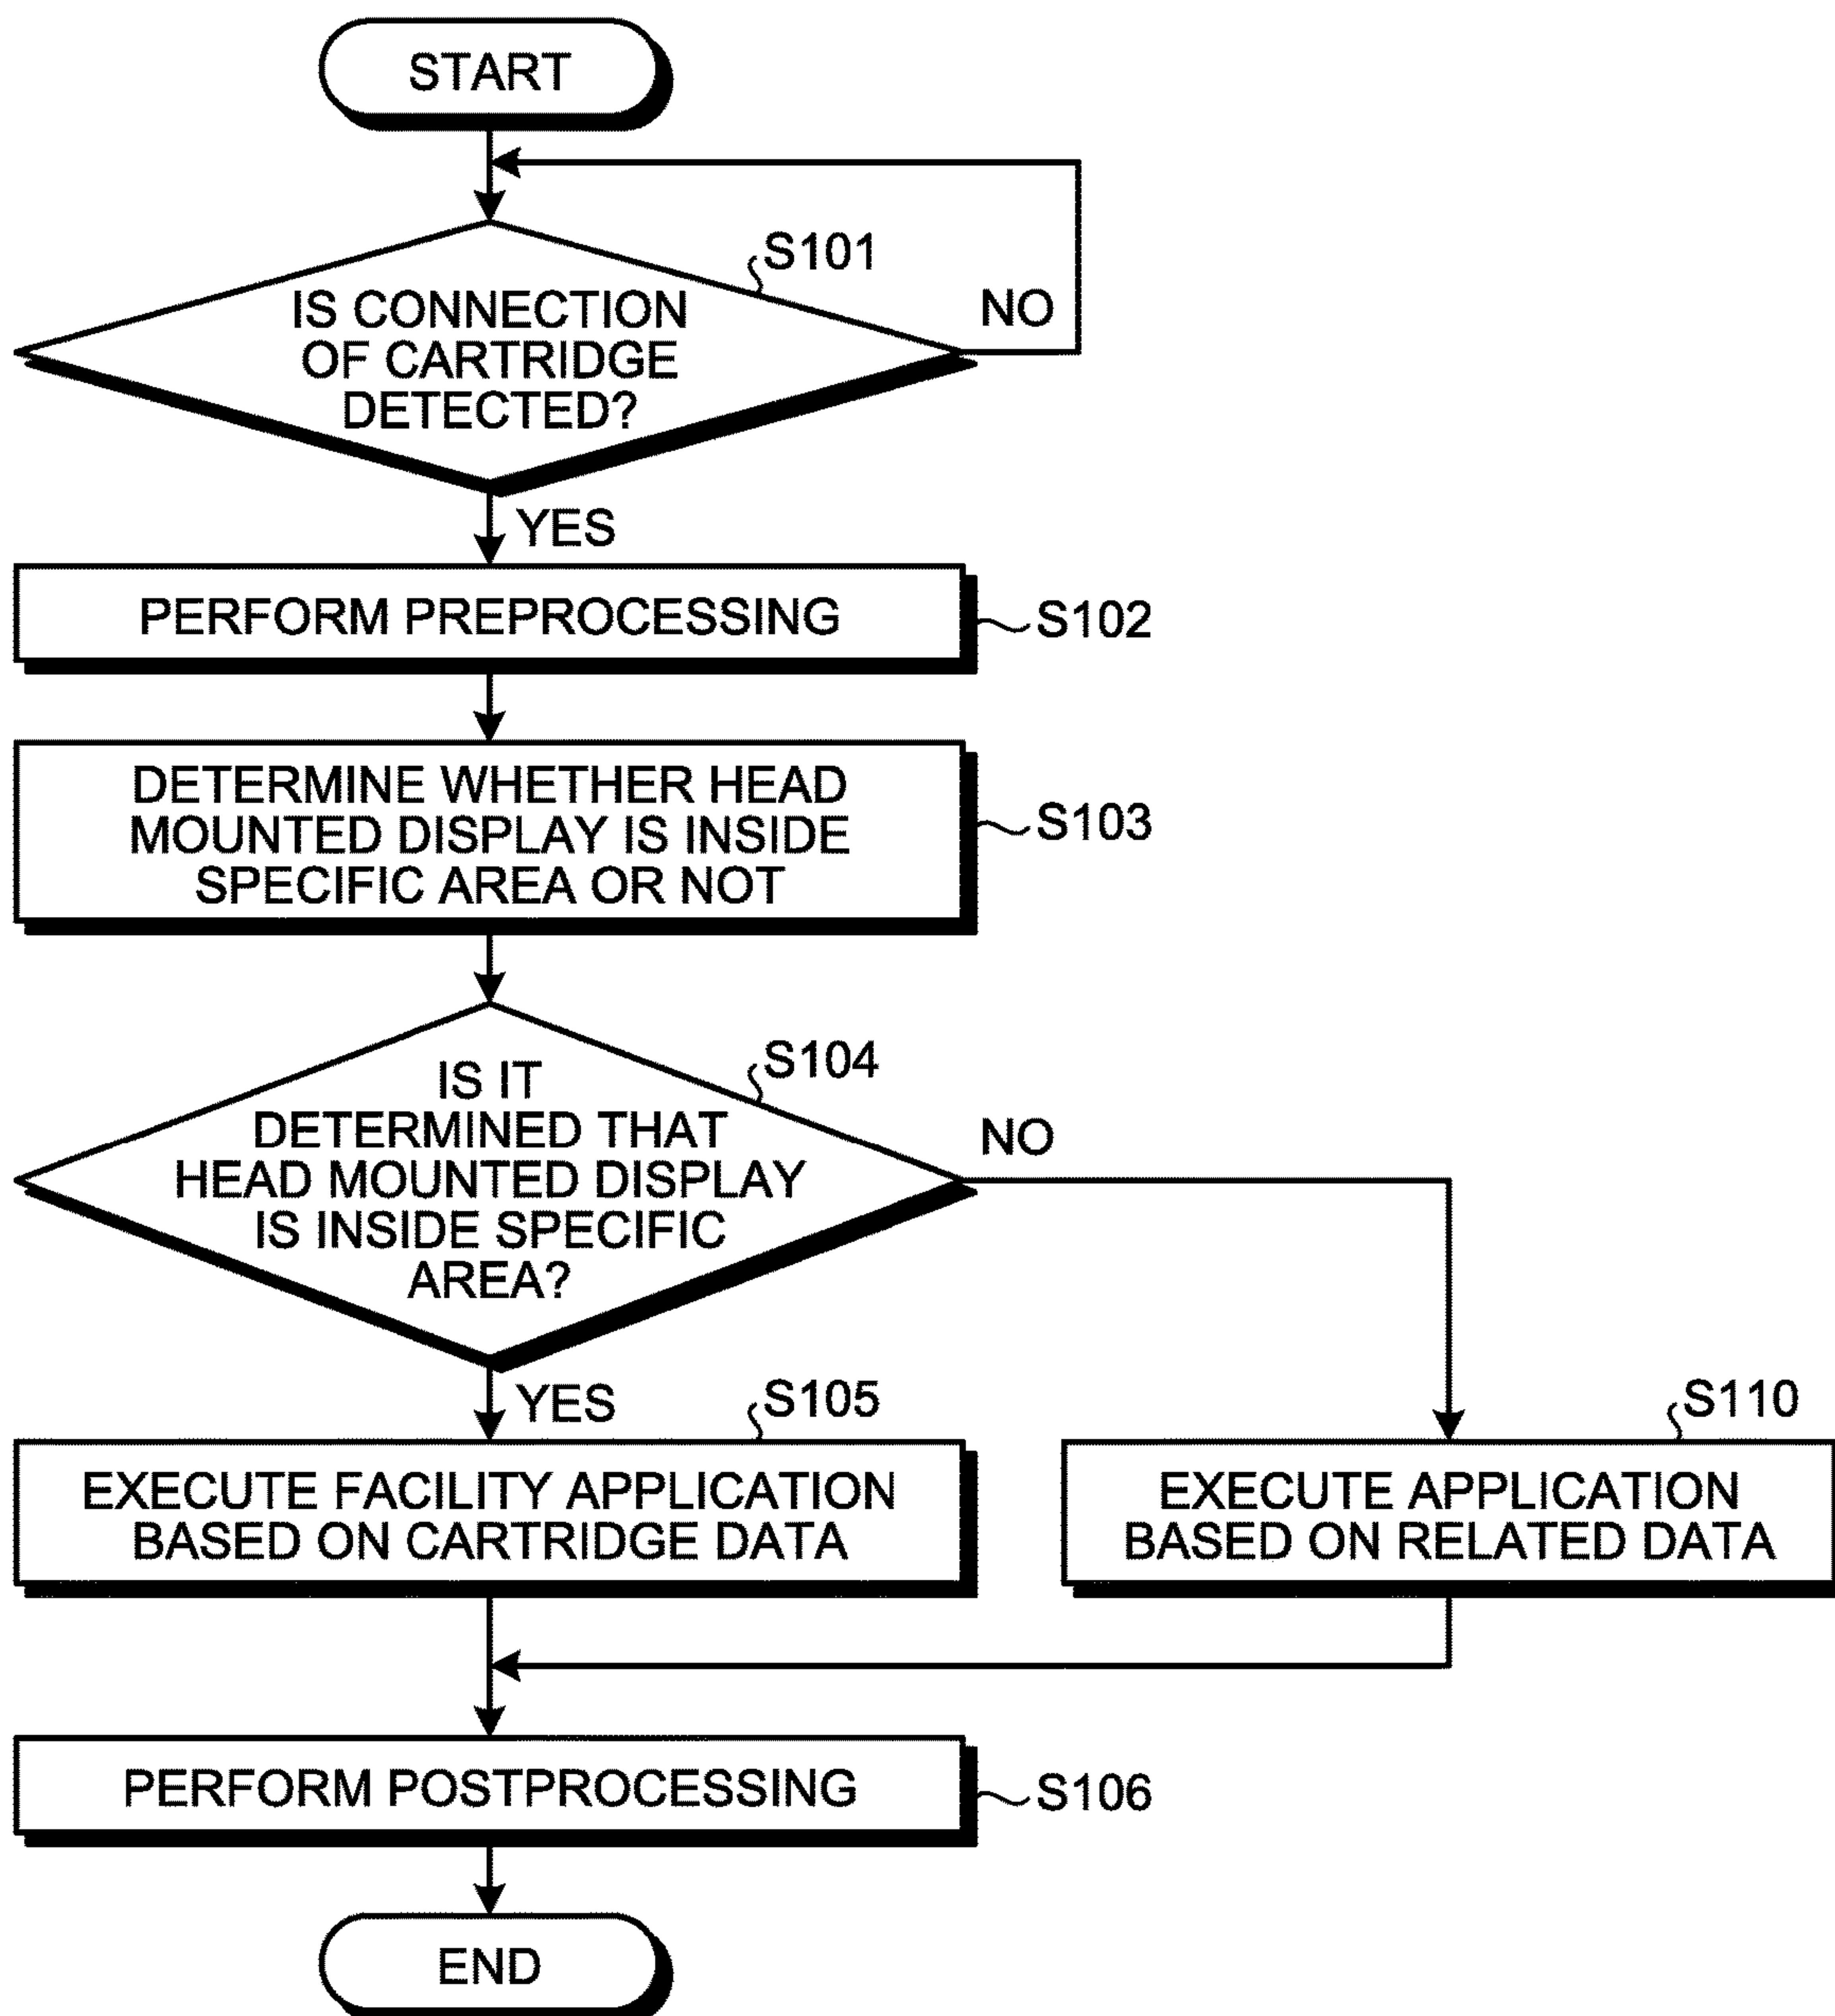 START
S101
IS CONNECTION
OF CARTRIDGE
DETECTED?
NO
YES
PERFORM PREPROCESSING
S102
DETERMINE WHETHER HEAD
MOUNTED DISPLAY IS INSIDE
SPECIFIC AREA OR NOT
S103
S104
IS IT
DETERMINED THAT
HEAD MOUNTED DISPLAY
IS INSIDE SPECIFIC
AREA?
NO
YES
S105
EXECUTE FACILITY APPLICATION
BASED ON CARTRIDGE DATA
S110
EXECUTE APPLICATION
BASED ON RELATED DATA
PERFORM POSTPROCESSING
S106
END